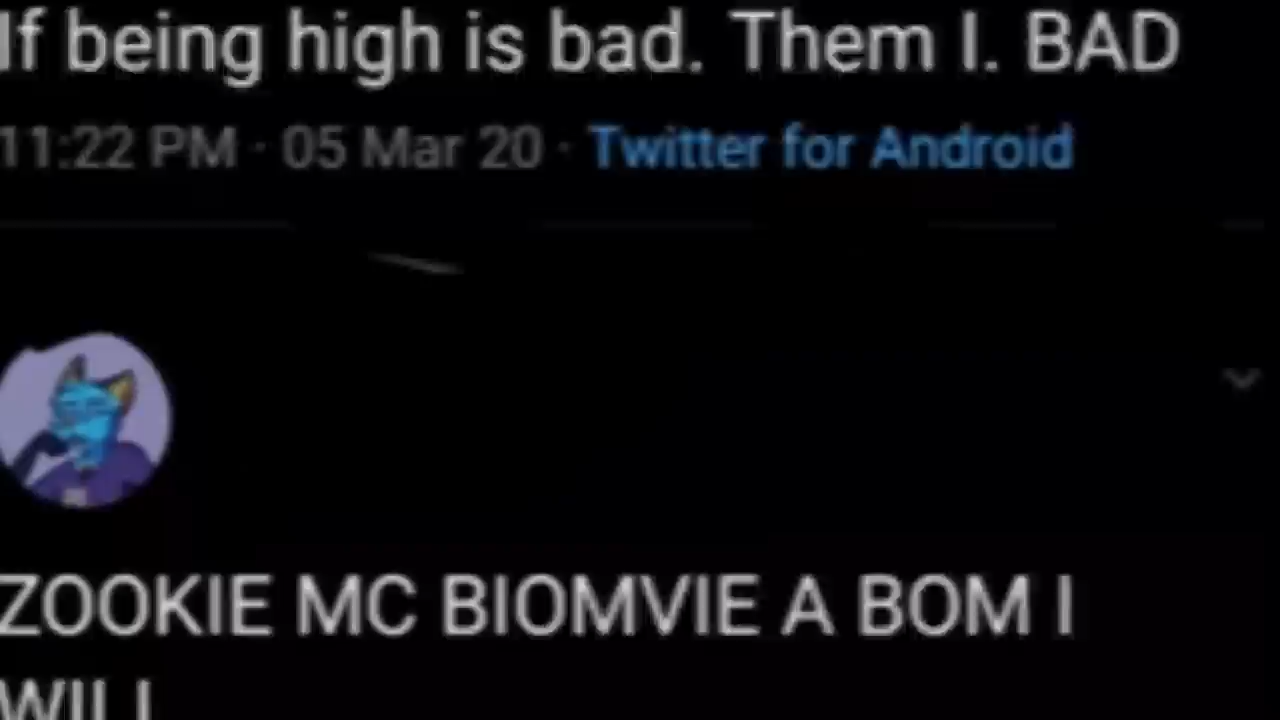 If being high is bad. Them I. BAD
11:22 PM · 05 Mar 20 · Twitter for Android
ZOOKIE MC BIOMVIE A BOM I
WILL